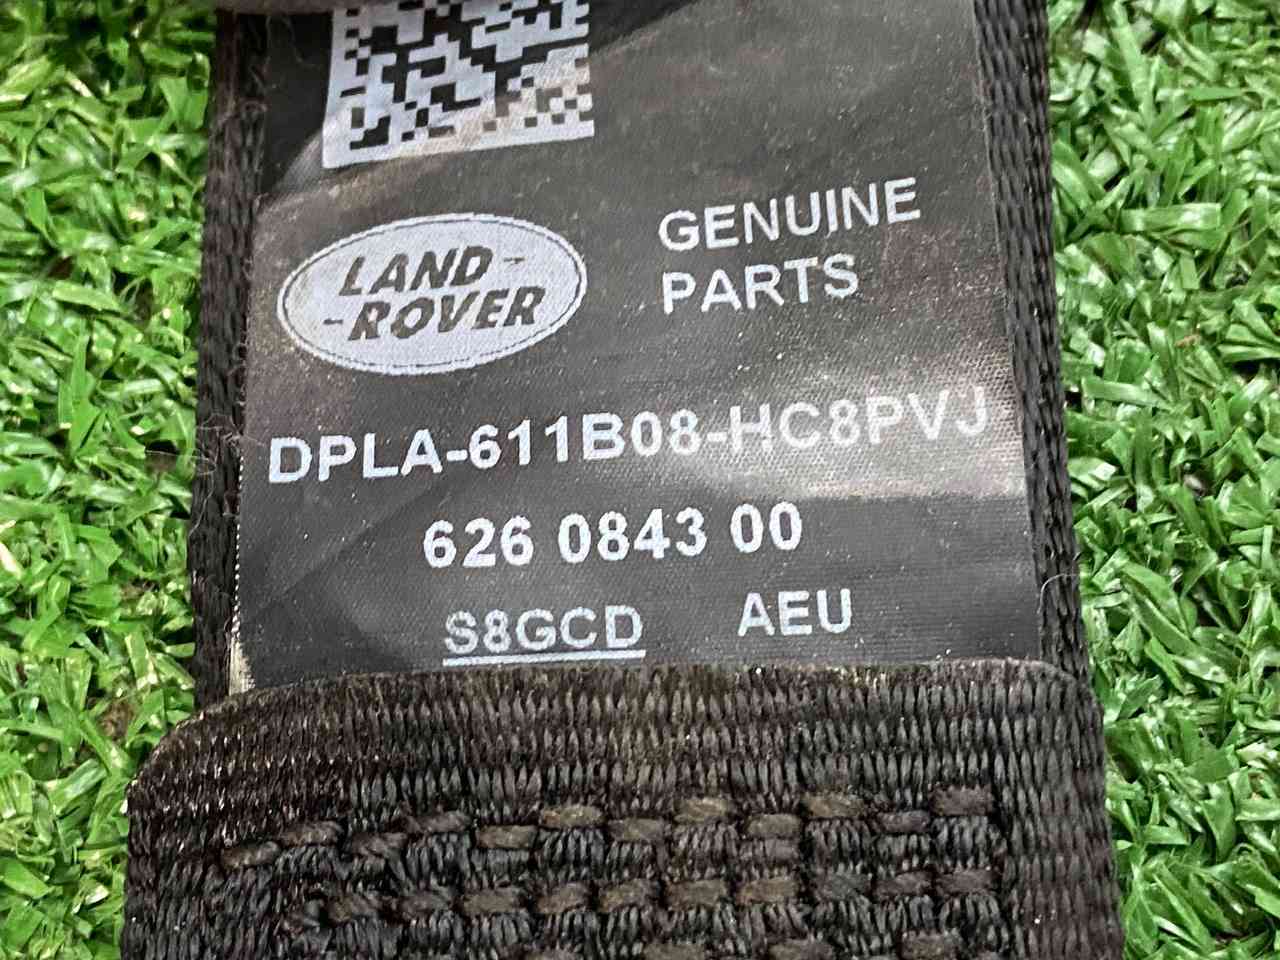 LAND-
-ROVER
GENUINE
PARTS
DPLA-611B08-HC8PVJ
626 0843 00
S8GCD AEU